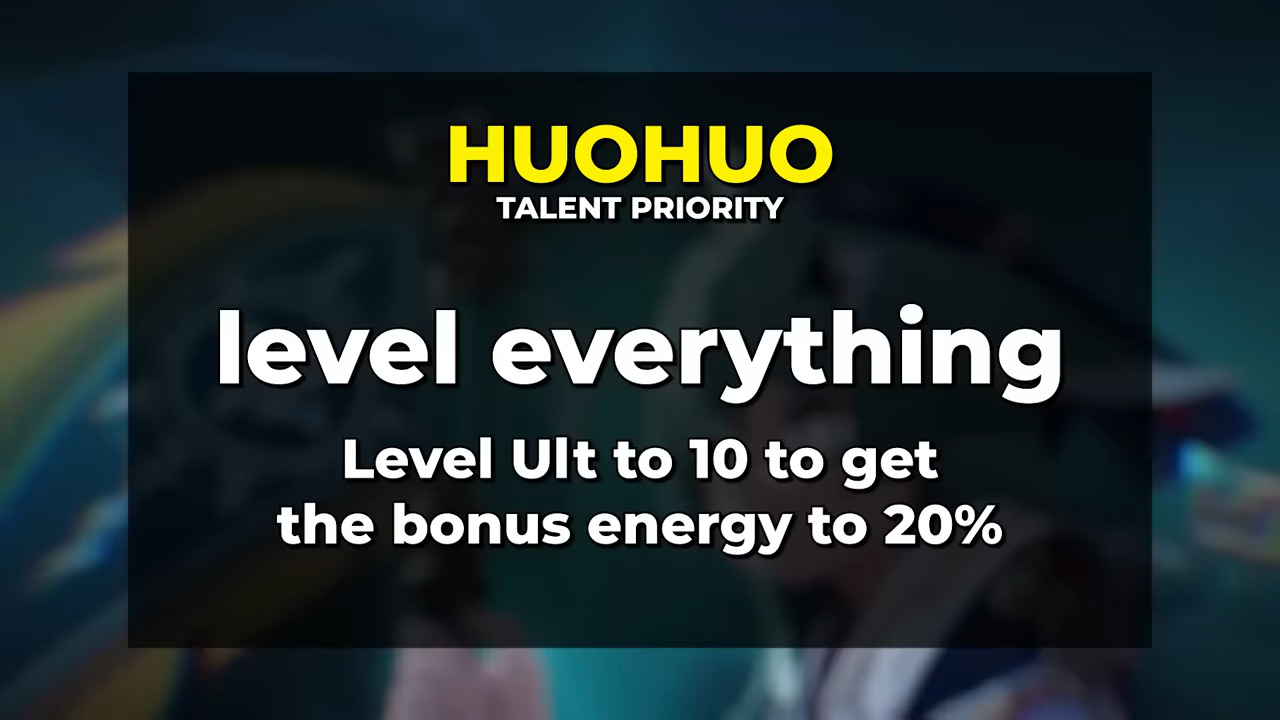 HUOHUO
TALENT PRIORITY
level everything
Level Ult to 10 to get
the bonus energy to 20%